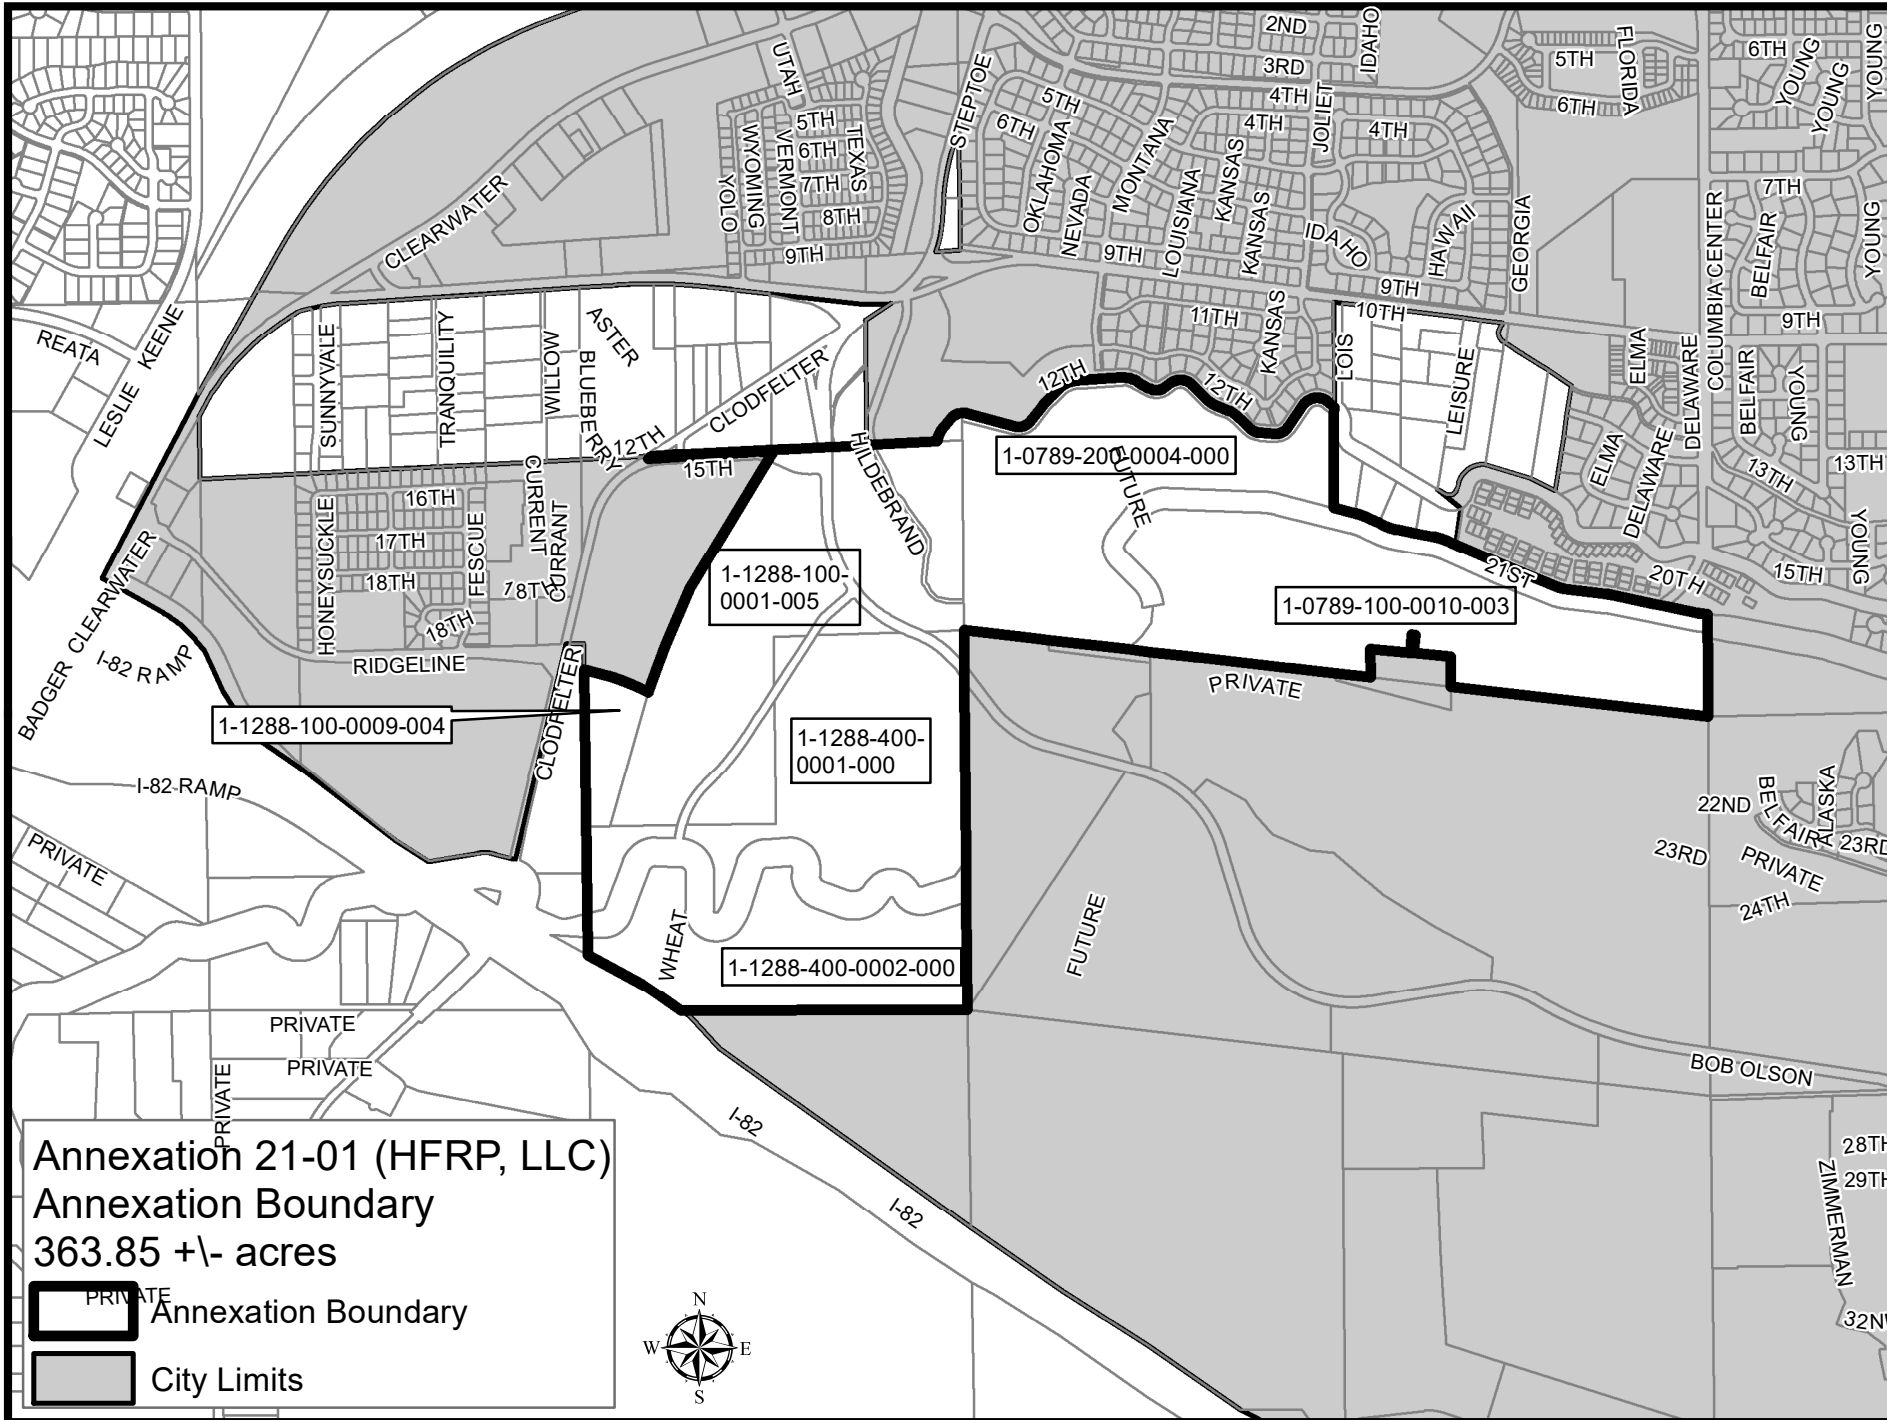 2ND
IDAHO
FLORIDA
6TH
YOUNG
YOUNG
YOUNG
UTAH
STEPTOE
3RD
5TH
4TH
5TH
6TH
JOLIET
6TH
4TH
4TH
5TH
6TH
7TH
8TH
9TH
WYOMING
VERMONT
TEXAS
YOLO
CLEARWATER
OKLAHOMA
NEVADA
MONTANA
LOUISIANA
KANSAS
KANSAS
9TH
IDAHO
HAWAII
GEORGIA
9TH
10TH
COLUMBIA CENTER
7TH
BELFAIR
YOUNG
9TH
REATA
KEENE
LESLIE
SUNNYVALE
TRANQUILITY
WILLOW
ASTER
BLUEBERRY
CLODFELTER
12TH
15TH
11TH
KANSAS
12TH
12TH
LOIS
LEISURE
ELMA
DELAWARE
BELFAIR
YOUNG
ELMA
DELAWARE
13TH
13TH
YOUNG
HILDEBRAND
1-0789-200-0004-000
FUTURE
HONEYSUCKLE
16TH
17TH
18TH
FESCUE
CURRENT
CURRANT
18TH
18TH
RIDGELINE
CLEARWATER
BADGER
I-82 RAMP
1-1288-100-
0001-005
21ST
20TH
15TH
1-0789-100-0010-003
PRIVATE
1-1288-100-0009-004
CLODFELTER
1-1288-400-
0001-000
I-82 RAMP
PRIVATE
22ND
BELFAIR
ALASKA
23RD
23RD
PRIVATE
24TH
WHEAT
FUTURE
1-1288-400-0002-000
PRIVATE
PRIVATE
PRIVATE
BOB OLSON
I-82
I-82
28TH
29TH
ZIMMERMAN
Annexation 21-01 (HFRP, LLC)
Annexation Boundary
363.85 +\- acres
PRIVATE
Annexation Boundary
City Limits
N
W
E
S